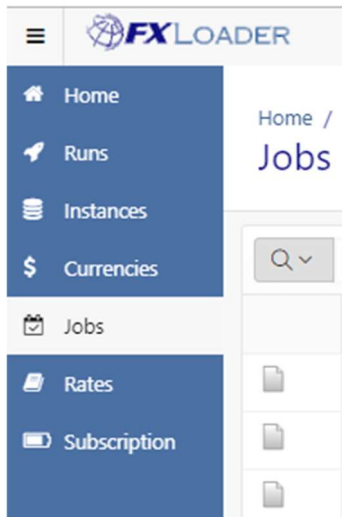 FXLOADER
Home
Runs
Instances
Currencies
Jobs
Rates
Subscription
Home /
Jobs